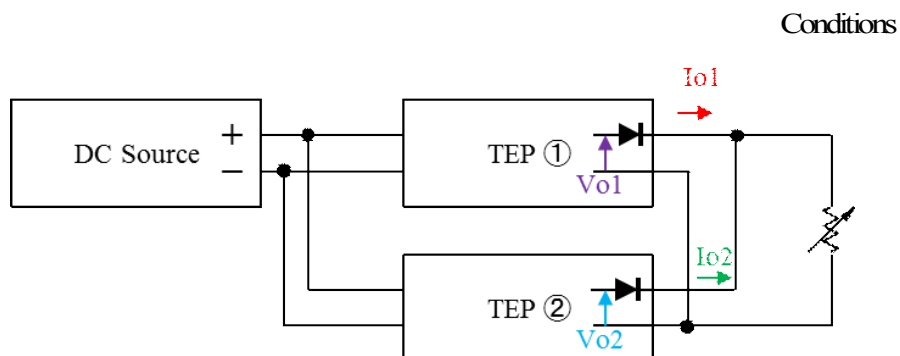 Conditions
Io1
DC Source
+
−
TEP ①
Vo1
Io2
TEP ②
Vo2